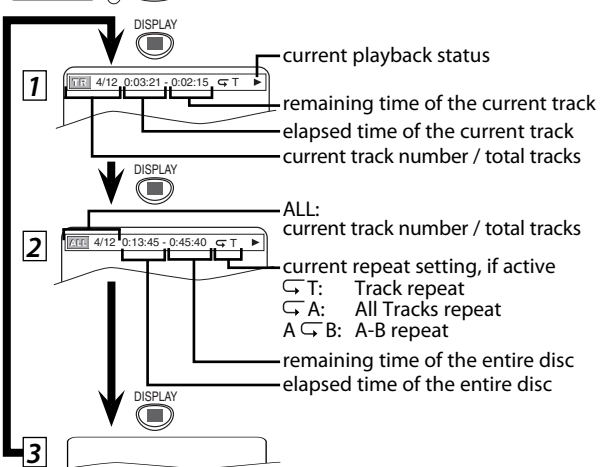 DISPLAY
current playback status
1
TR 4/12 0:03:21 - 0:02:15 T
remaining time of the current track
elapsed time of the current track
current track number / total tracks
DISPLAY
ALL:
current track number / total tracks
2
ALL 4/12 0:13:45 - 0:45:40 T
current repeat setting, if active
T: Track repeat
A: All Tracks repeat
A B: A-B repeat
remaining time of the entire disc
elapsed time of the entire disc
DISPLAY
3